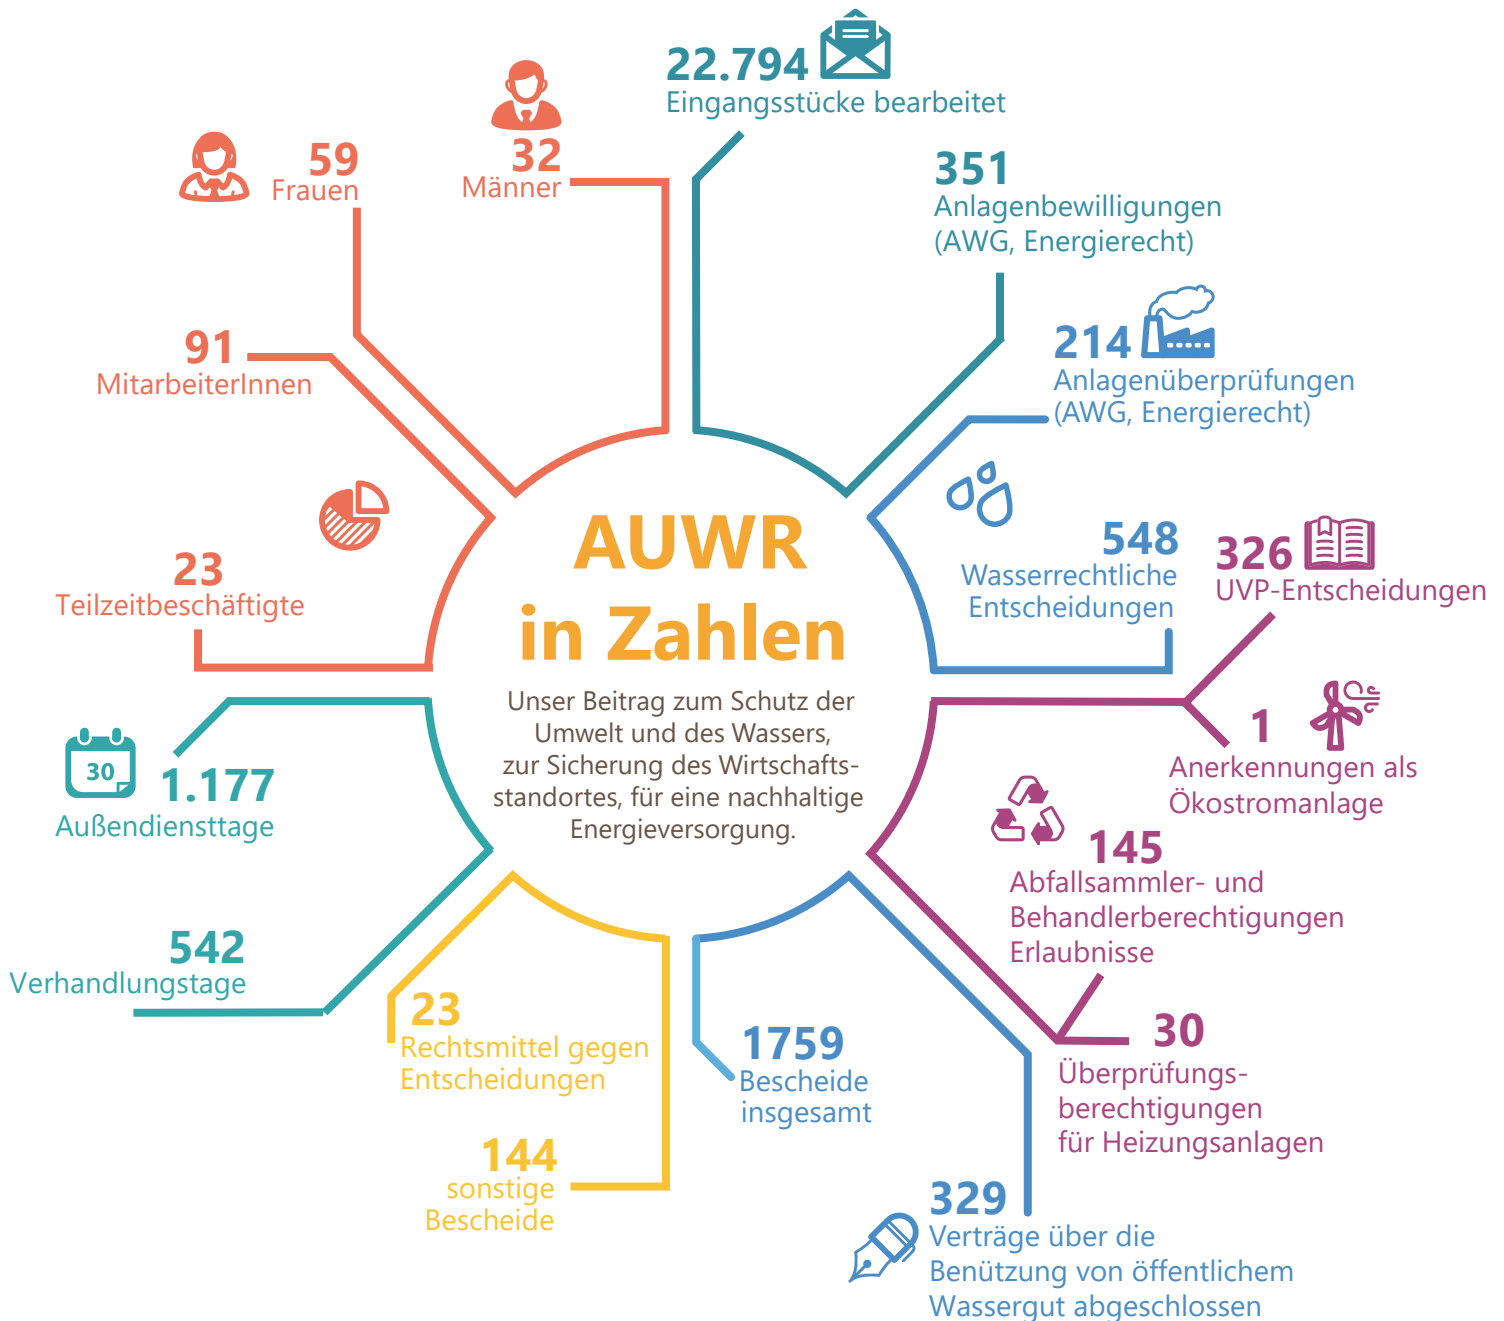 22.794
Eingangsstücke bearbeitet
32
Männer
59
Frauen
351
Anlagenbewilligungen
(AWG, Energierecht)
91
MitarbeiterInnen
214
Anlagenüberprüfungen
(AWG, Energierecht)
23
Teilzeitbeschäftigte
548
Wasserrechtliche
Entscheidungen
326
UVP-Entscheidungen
AUWR
in Zahlen
Unser Beitrag zum Schutz der
Umwelt und des Wassers,
zur Sicherung des Wirtschafts-
standortes, für eine nachhaltige
Energieversorgung.
30
1.177
Außendiensttage
1
Anerkennungen als
Ökostromanlage
145
Abfallsammler- und
Behandlerberechtigungen
Erlaubnisse
542
Verhandlungstage
23
Rechtsmittel gegen
Entscheidungen
1759
Bescheide
insgesamt
30
Überprüfungs-
berechtigungen
für Heizungsanlagen
144
sonstige
Bescheide
329
Verträge über die
Benützung von öffentlichem
Wassergut abgeschlossen